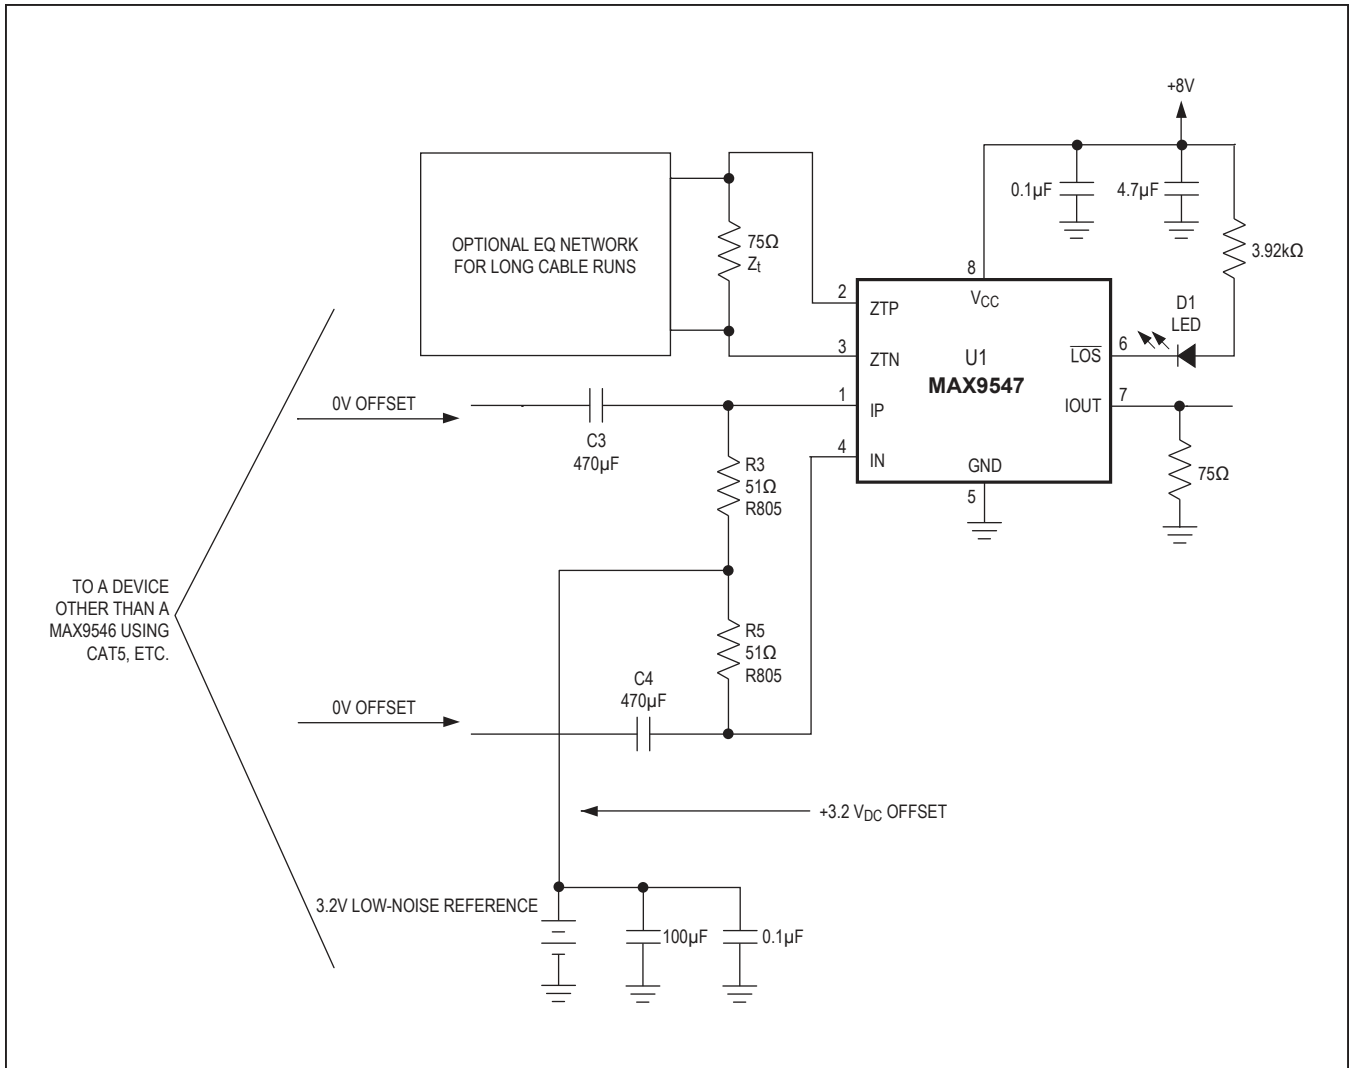 +8V
0.1µF
4.7µF
3.92kΩ
OPTIONAL EQ NETWORK
FOR LONG CABLE RUNS
75Ω
Zt
2
ZTP
3
ZTN
8
VCC
U1
MAX9547
D1
LED
LOS
6
IOUT
7
75Ω
1
IP
4
IN
GND
5
0V OFFSET
C3
470µF
R3
51Ω
R805
TO A DEVICE
OTHER THAN A
MAX9546 USING
CAT5, ETC.
R5
51Ω
R805
C4
470µF
0V OFFSET
+3.2 VDC OFFSET
3.2V LOW-NOISE REFERENCE
100µF
0.1µF